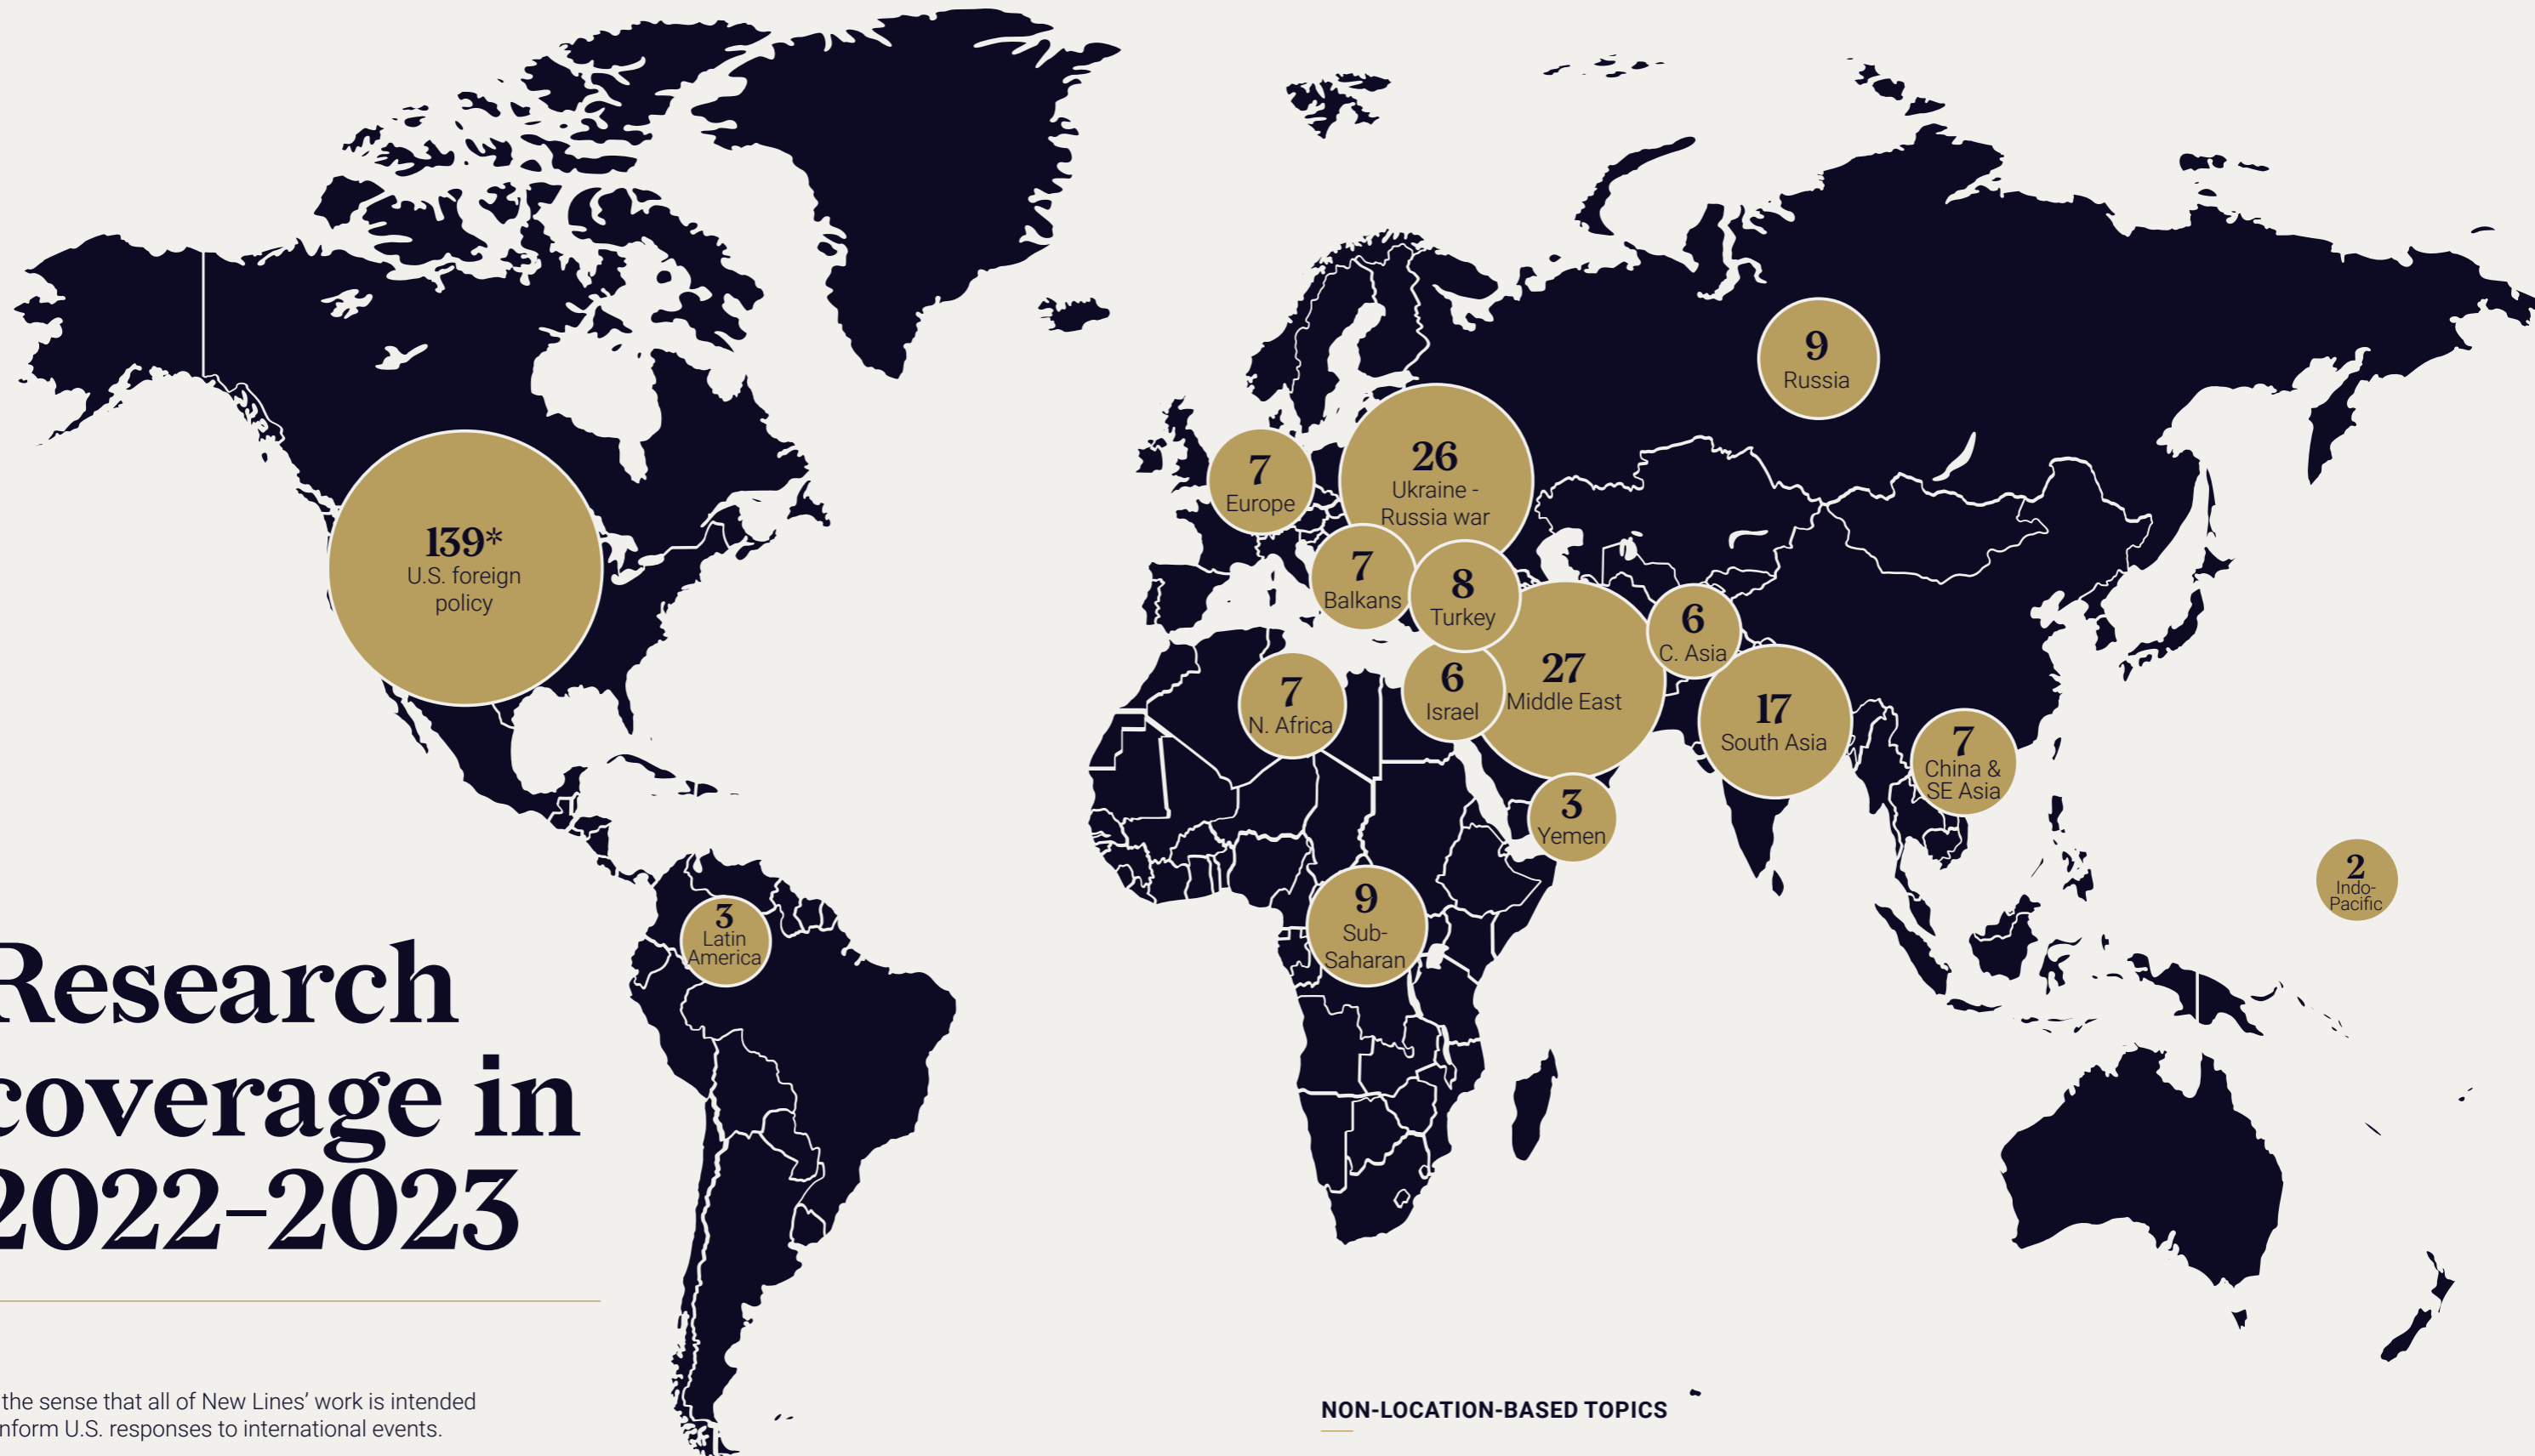 9
Russia
26
Ukraine -
Russia war
7
Europe
139*
U.S. foreign
policy
7
Balkans
8
Turkey
6
C. Asia
27
Middle East
6
Israel
7
N. Africa
17
South Asia
7
China &
SE Asia
3
Yemen
2
Indo-
Pacific
9
Sub-
Saharan
3
Latin
America
Research
coverage in
2022–2023
the sense that all of New Lines’ work is intended
nform U.S. responses to international events.
NON-LOCATION-BASED TOPICS